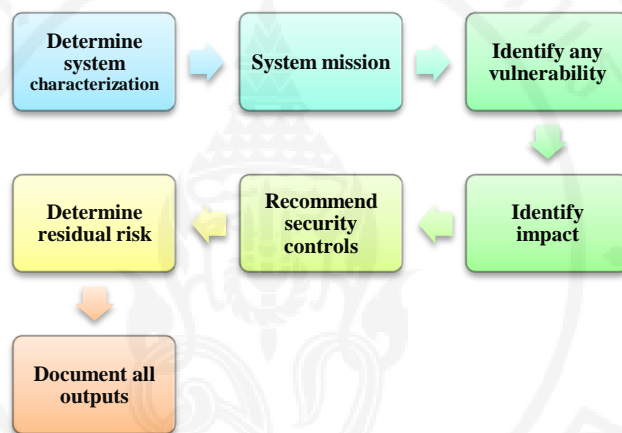 Determine
system
characterization
System mission
Identify any
vulnerability
Identify
impact
Recommend
security
controls
Determine
residual risk
Document all
outputs